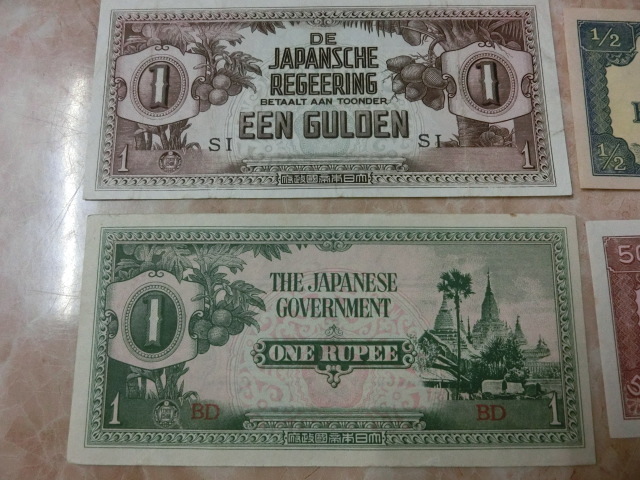 DE
JAPANSCHE
REGEERING
BETAALT AAN TOONDER
EEN GULDEN
1
1
SI
SI
1
1
府政國帝本日大
1/2
1/2
1/2
THE JAPANESE
GOVERNMENT
ONE RUPEE
1
BD
BD
1
1
府政國帝本日大
50